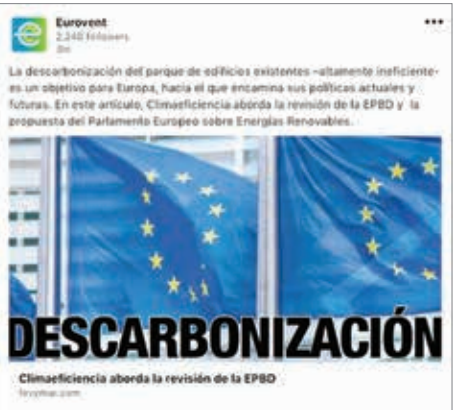 Eurovent
2,240 followers
La descarbonización del parque de edificios existentes –altamente ineficiente–
es un objetivo para Europa, hacia el que encamina sus políticas actuales y
futuras. En este artículo, Climaeficiencia aborda la revisión de la EPBD y la
propuesta del Parlamento Europeo sobre Energías Renovables.
DESCARBONIZACIÓN
Climaeficiencia aborda la revisión de la EPBD